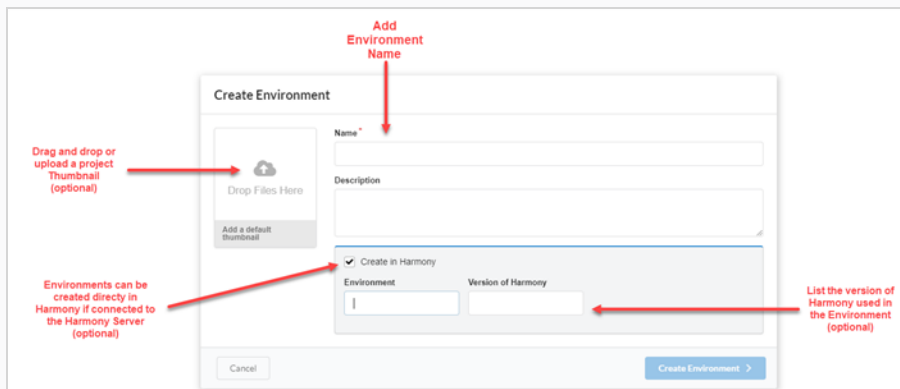 Add
Environment
Name
Create Environment
Name *
Drag and drop or
upload a project
Thumbnail
(optional)
Drop Files Here
Description
Add a default
thumbnail
Create in Harmony
Environments can be
created directy in
Harmony if connected to
the Harmony Server
(optional)
Environment
Version of Harmony
List the version of
Harmony used in
the Environment
(optional)
Cancel
Create Environment >